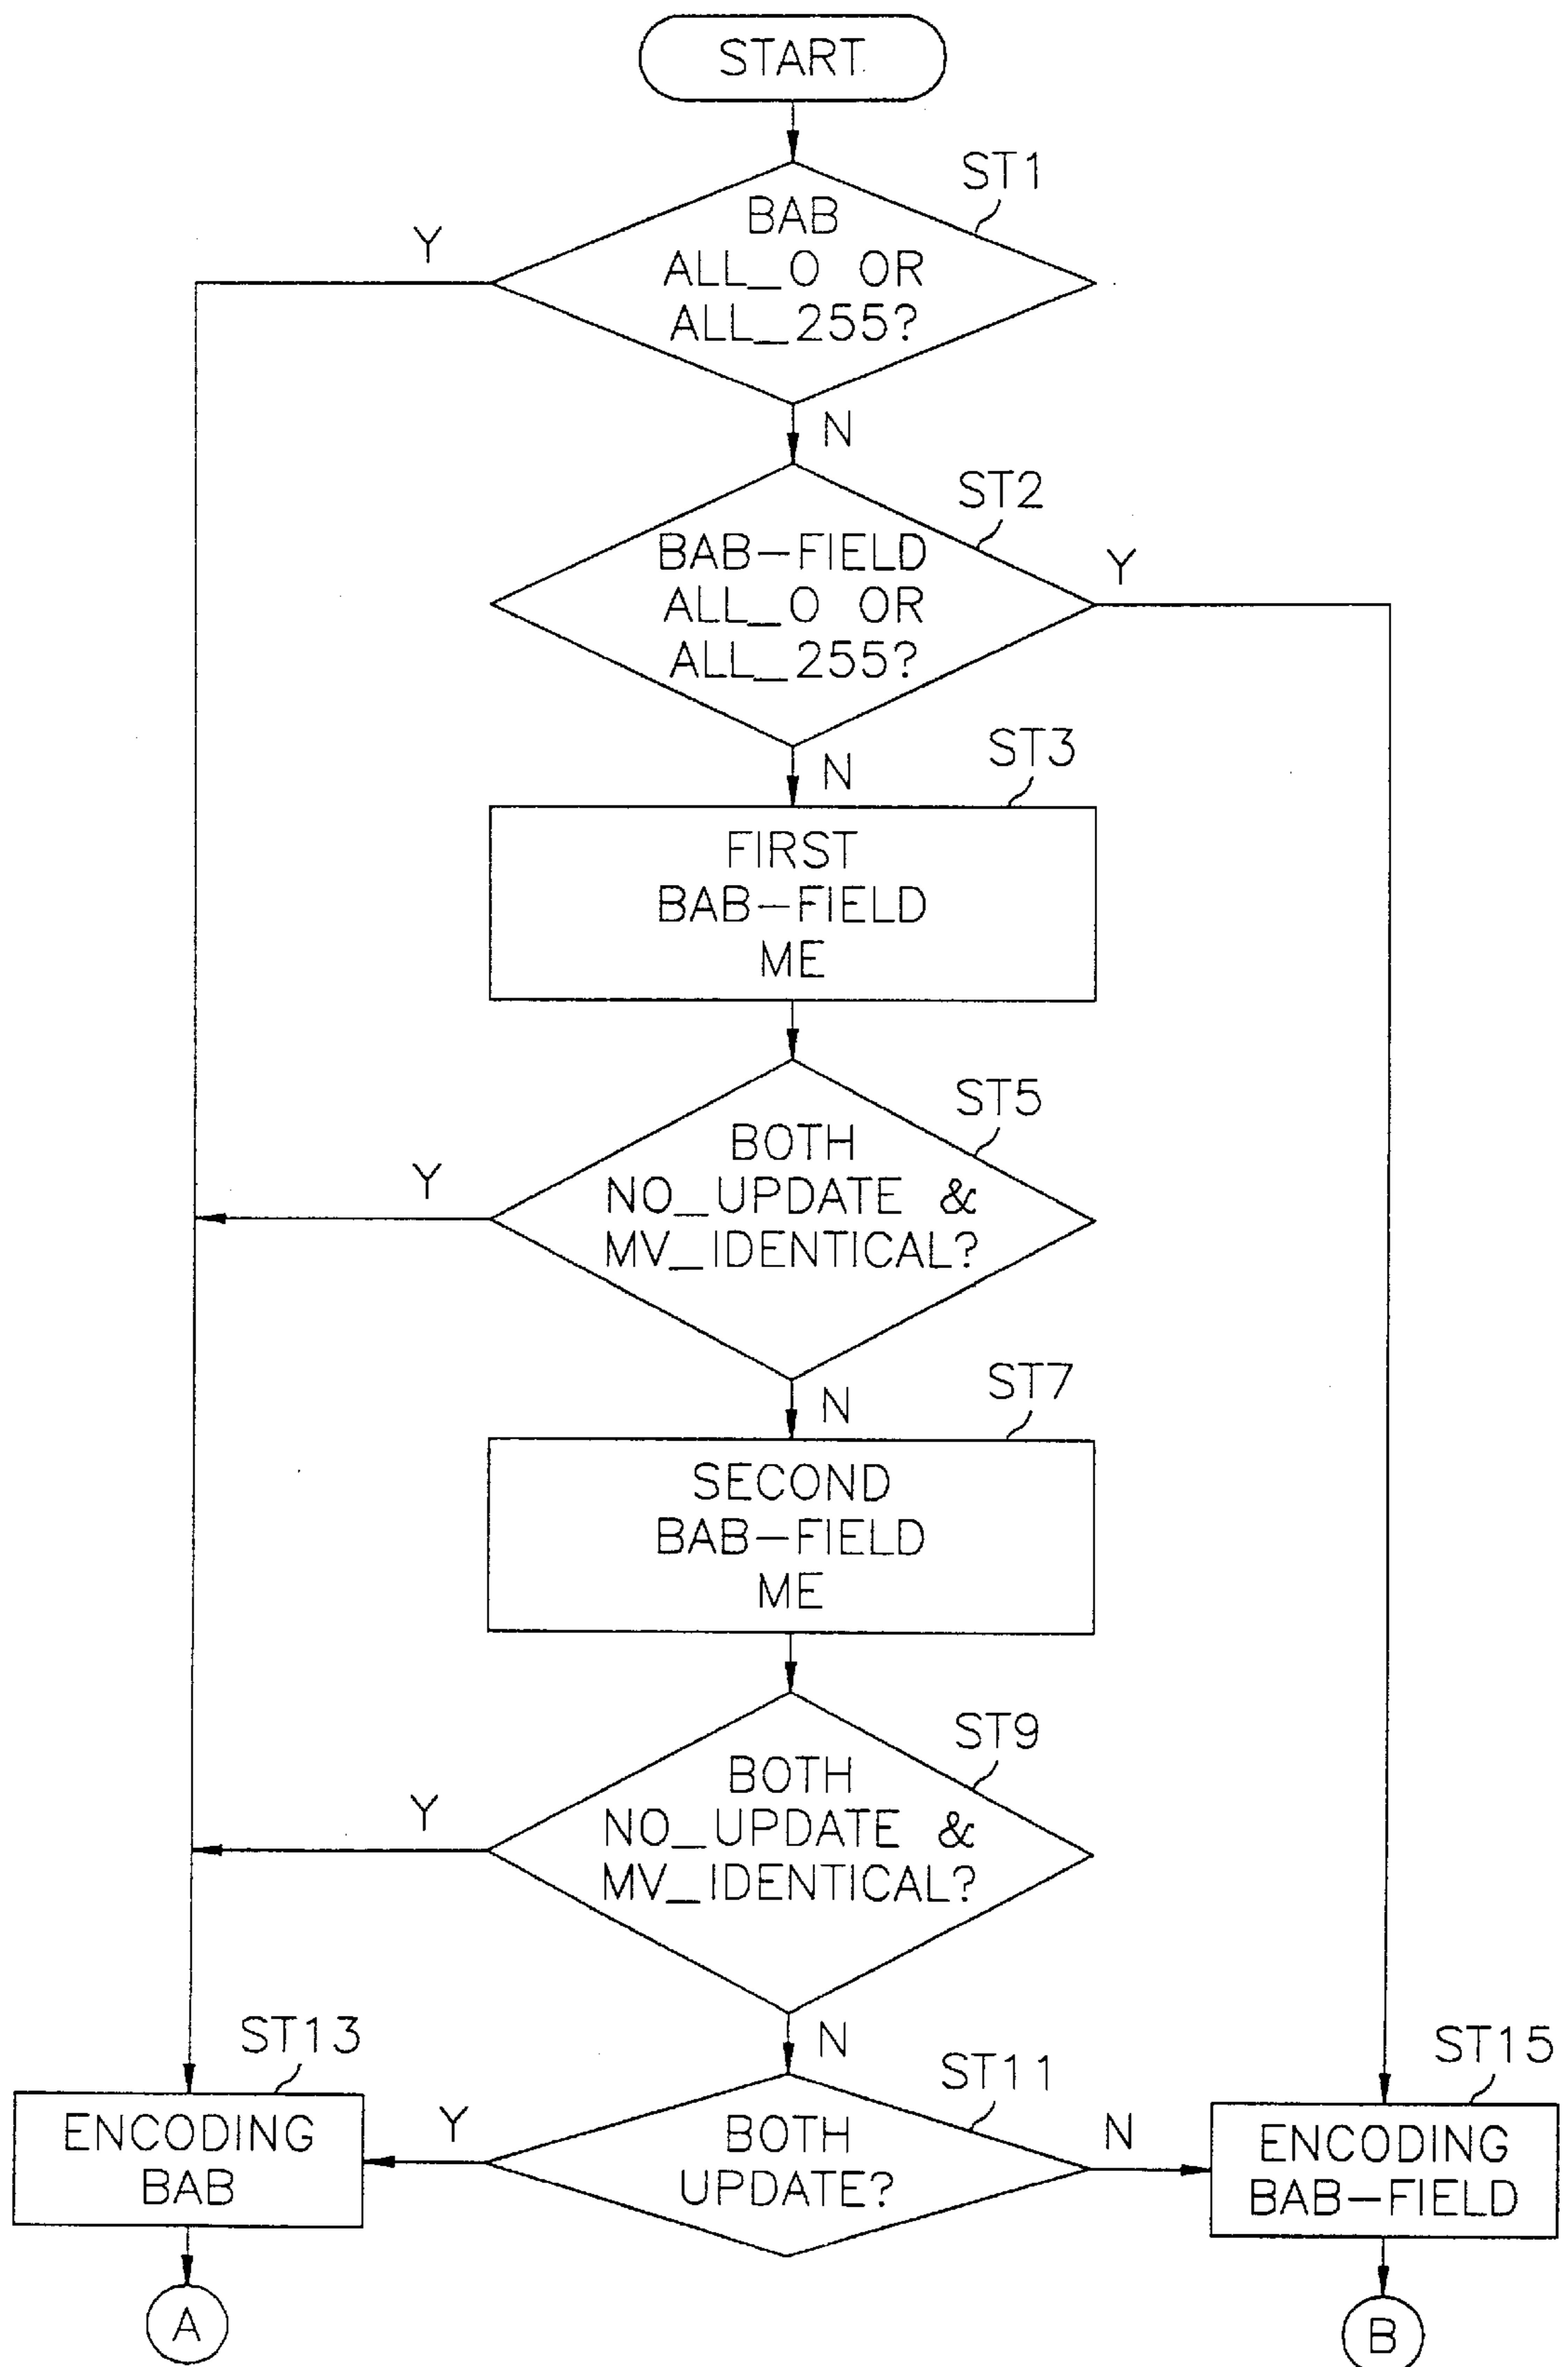 START
ST1
BAB
ALL_0 OR
ALL_255?
Y
N
ST2
BAB-FIELD
ALL_0 OR
ALL_255?
Y
N
ST3
FIRST
BAB-FIELD
ME
ST5
BOTH
NO_UPDATE &
MV_IDENTICAL?
Y
N
ST7
SECOND
BAB-FIELD
ME
ST9
BOTH
NO_UPDATE &
MV_IDENTICAL?
Y
N
ST13
ENCODING
BAB
Y
ST11
BOTH
UPDATE?
N
ST15
ENCODING
BAB-FIELD
A
B